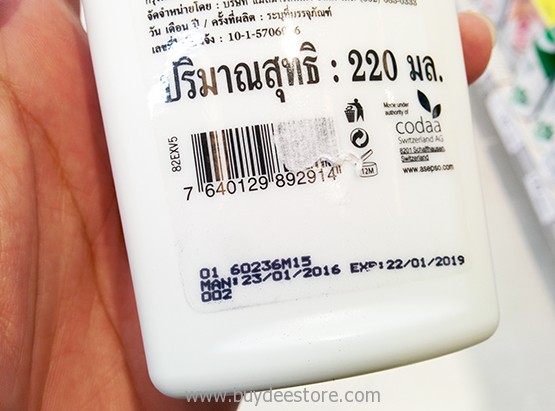 จัดจำหน่ายโดย : บริษัท
วัน เดือน ปี / ครั้งที่ผลิต : ระบุที่บรรจุภัณฑ์
ปริมาณสุทธิ : 220 มล.
82EXV5
7 640129 892914
12M
Made under
authority of
codaa
Switzerland AG
8201 Schaffhausen,
Switzerland
www.asepso.com
01 60236M15
MAN:23/01/2016 EXP:22/01/2019
002
www.buydeestore.com